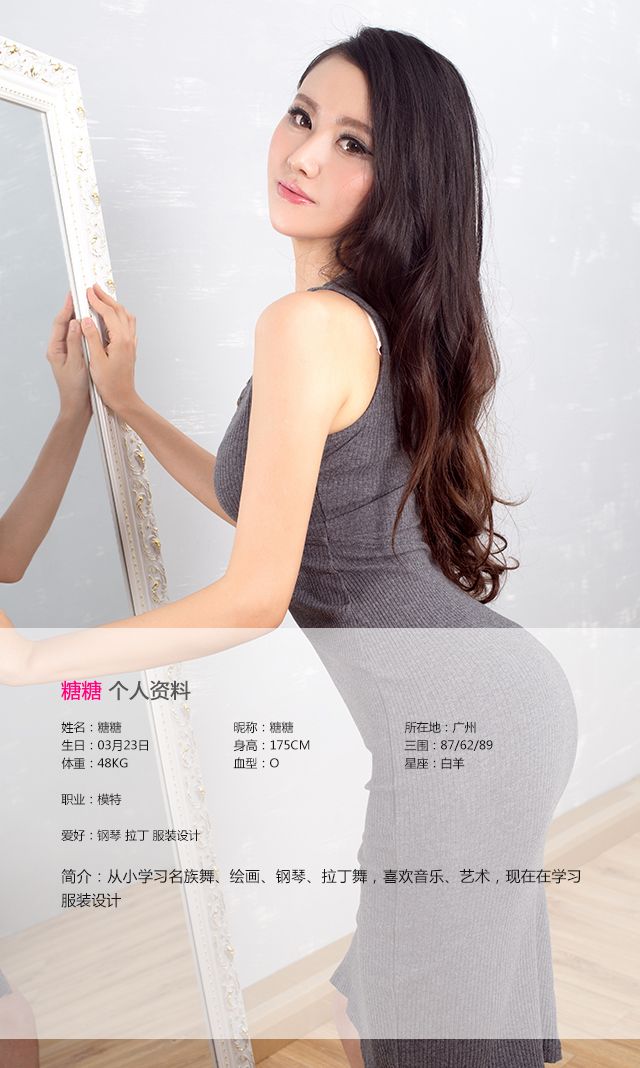 糖糖 个人资料
姓名：糖糖 昵称：糖糖 所在地：广州
生日：03月23日 身高：175CM 三围：87/62/89
体重：48KG 血型：O 星座：白羊
职业：模特
爱好：钢琴 拉丁 服装设计
简介：从小学习名族舞、绘画、钢琴、拉丁舞，喜欢音乐、艺术，现在在学习
服装设计